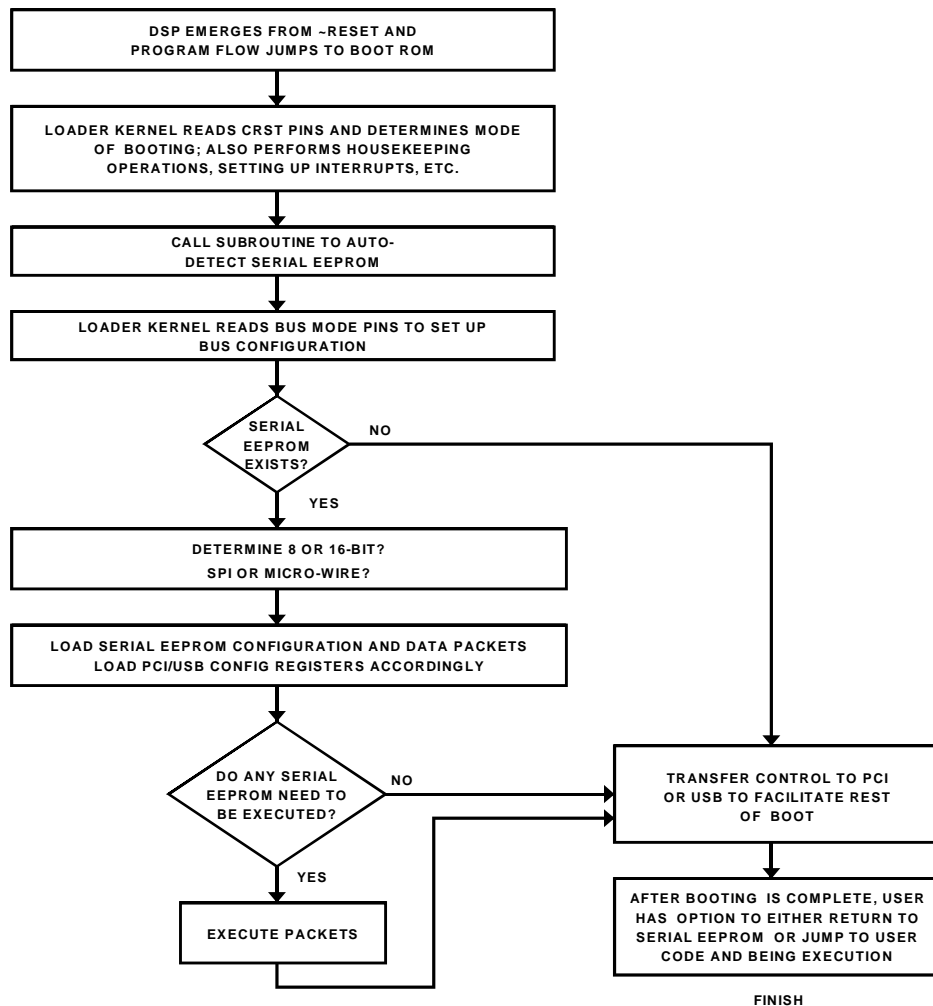 DSP EMERGES FROM ~RESET AND
PROGRAM FLOW JUMPS TO BOOT ROM
LOADER KERNEL READS CRST PINS AND DETERMINES MODE
OF BOOTING; ALSO PERFORMS HOUSEKEEPING
OPERATIONS, SETTING UP INTERRUPTS, ETC.
CALL SUBROUTINE TO AUTO-
DETECT SERIAL EEPROM
LOADER KERNEL READS BUS MODE PINS TO SET UP
BUS CONFIGURATION
SERIAL
EEPROM
EXISTS?
NO
YES
DETERMINE 8 OR 16-BIT?
SPI OR MICRO-WIRE?
LOAD SERIAL EEPROM CONFIGURATION AND DATA PACKETS
LOAD PCI/USB CONFIG REGISTERS ACCORDINGLY
DO ANY SERIAL
EEPROM NEED TO
BE EXECUTED?
NO
YES
EXECUTE PACKETS
TRANSFER CONTROL TO PCI
OR USB TO FACILITATE REST
OF BOOT
AFTER BOOTING IS COMPLETE, USER
HAS OPTION TO EITHER RETURN TO
SERIAL EEPROM OR JUMP TO USER
CODE AND BEING EXECUTION
FINISH